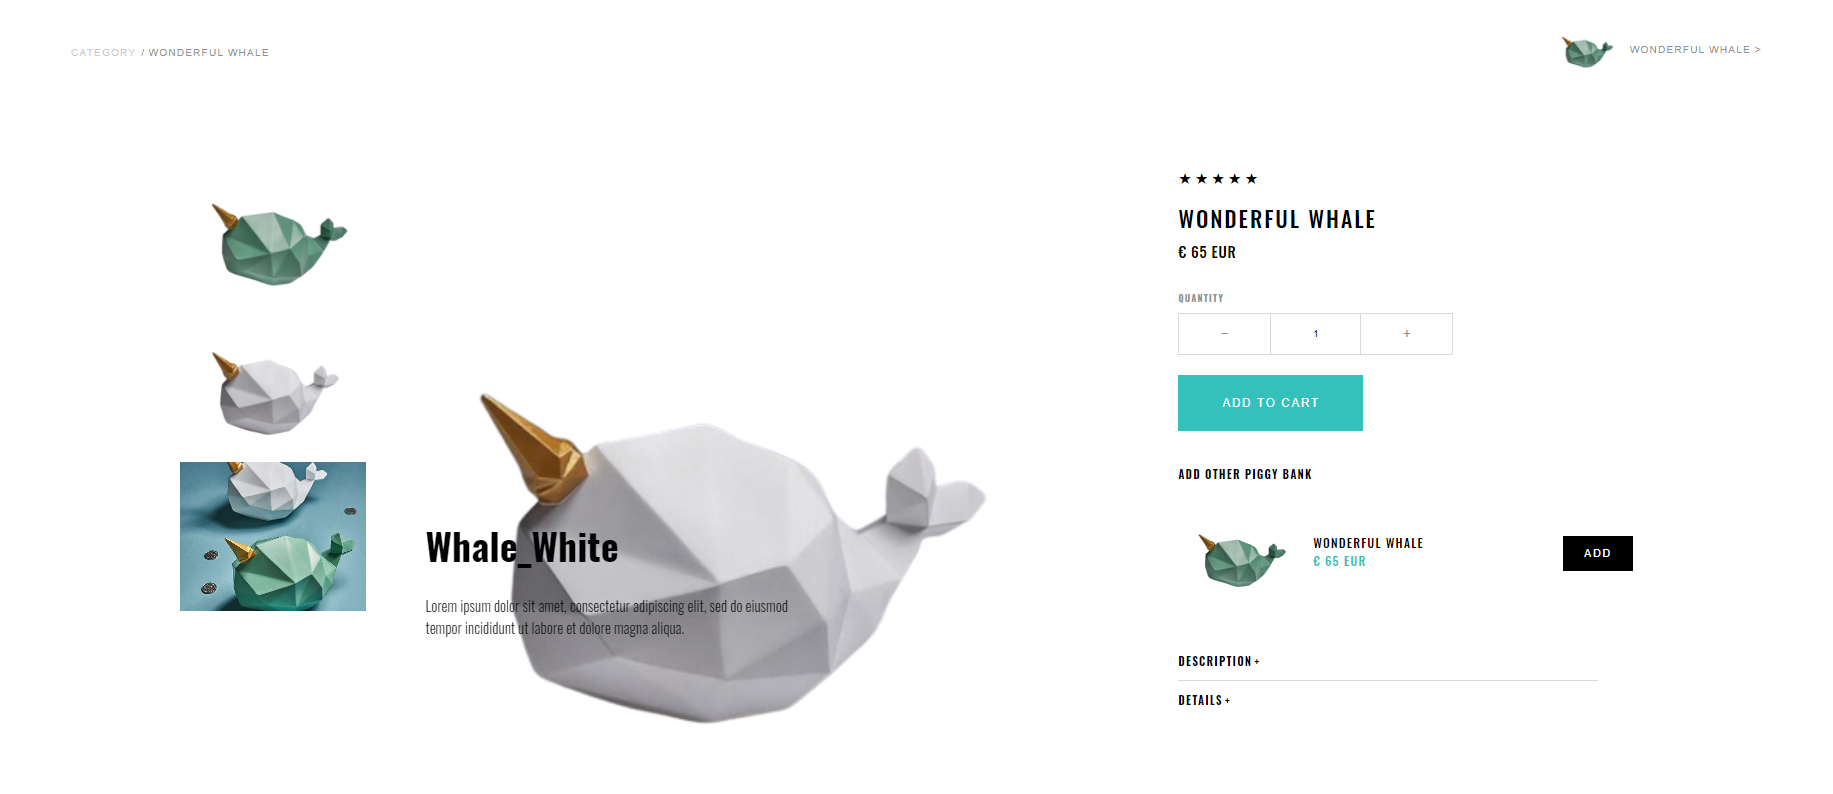 CATEGORY / WONDERFUL WHALE
WONDERFUL WHALE >
★★★★★
WONDERFUL WHALE
€ 65 EUR
QUANTITY
− 1 +
ADD TO CART
ADD OTHER PIGGY BANK
WONDERFUL WHALE
€ 65 EUR
ADD
DESCRIPTION +
DETAILS +
Whale_White
Lorem ipsum dolor sit amet, consectetur adipiscing elit, sed do eiusmod
tempor incididunt ut labore et dolore magna aliqua.